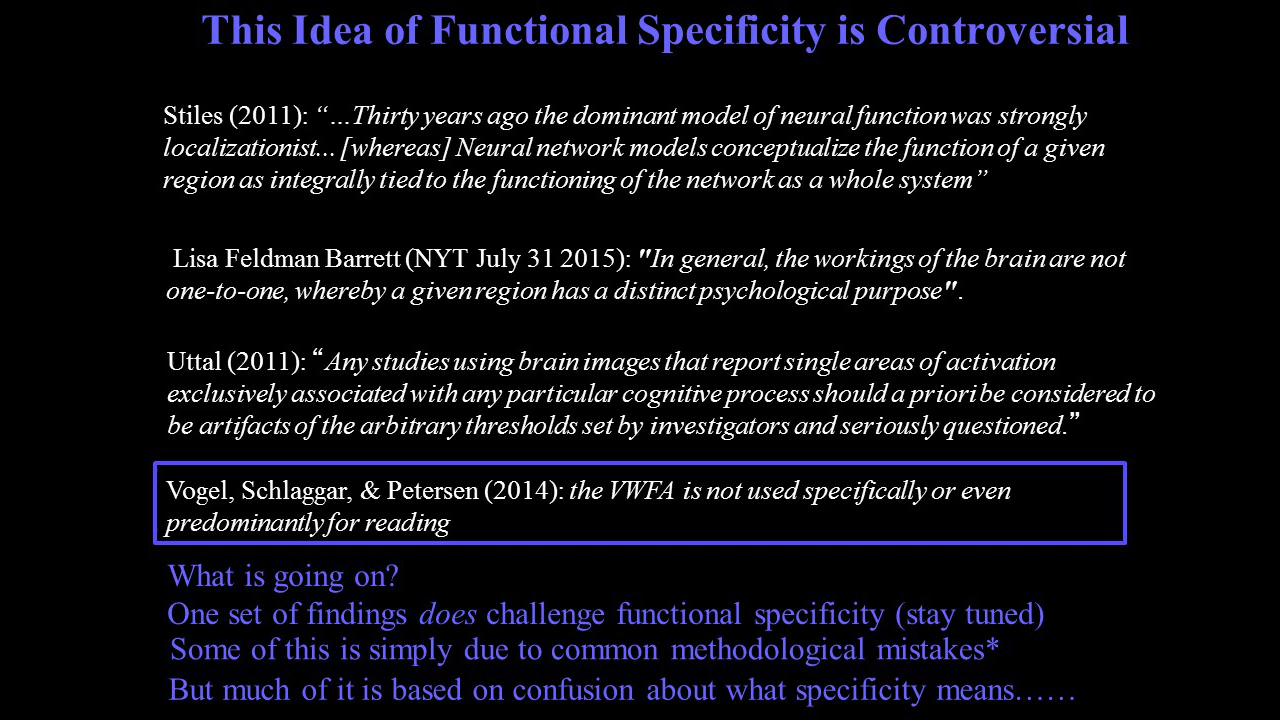 This Idea of Functional Specificity is Controversial
Stiles (2011): “…Thirty years ago the dominant model of neural function was strongly
localizationist... [whereas] Neural network models conceptualize the function of a given
region as integrally tied to the functioning of the network as a whole system”
Lisa Feldman Barrett (NYT July 31 2015): "In general, the workings of the brain are not
one-to-one, whereby a given region has a distinct psychological purpose".
Uttal (2011): “Any studies using brain images that report single areas of activation
exclusively associated with any particular cognitive process should a priori be considered to
be artifacts of the arbitrary thresholds set by investigators and seriously questioned.”
Vogel, Schlaggar, & Petersen (2014): the VWFA is not used specifically or even
predominantly for reading
What is going on?
One set of findings does challenge functional specificity (stay tuned)
Some of this is simply due to common methodological mistakes*
But much of it is based on confusion about what specificity means……